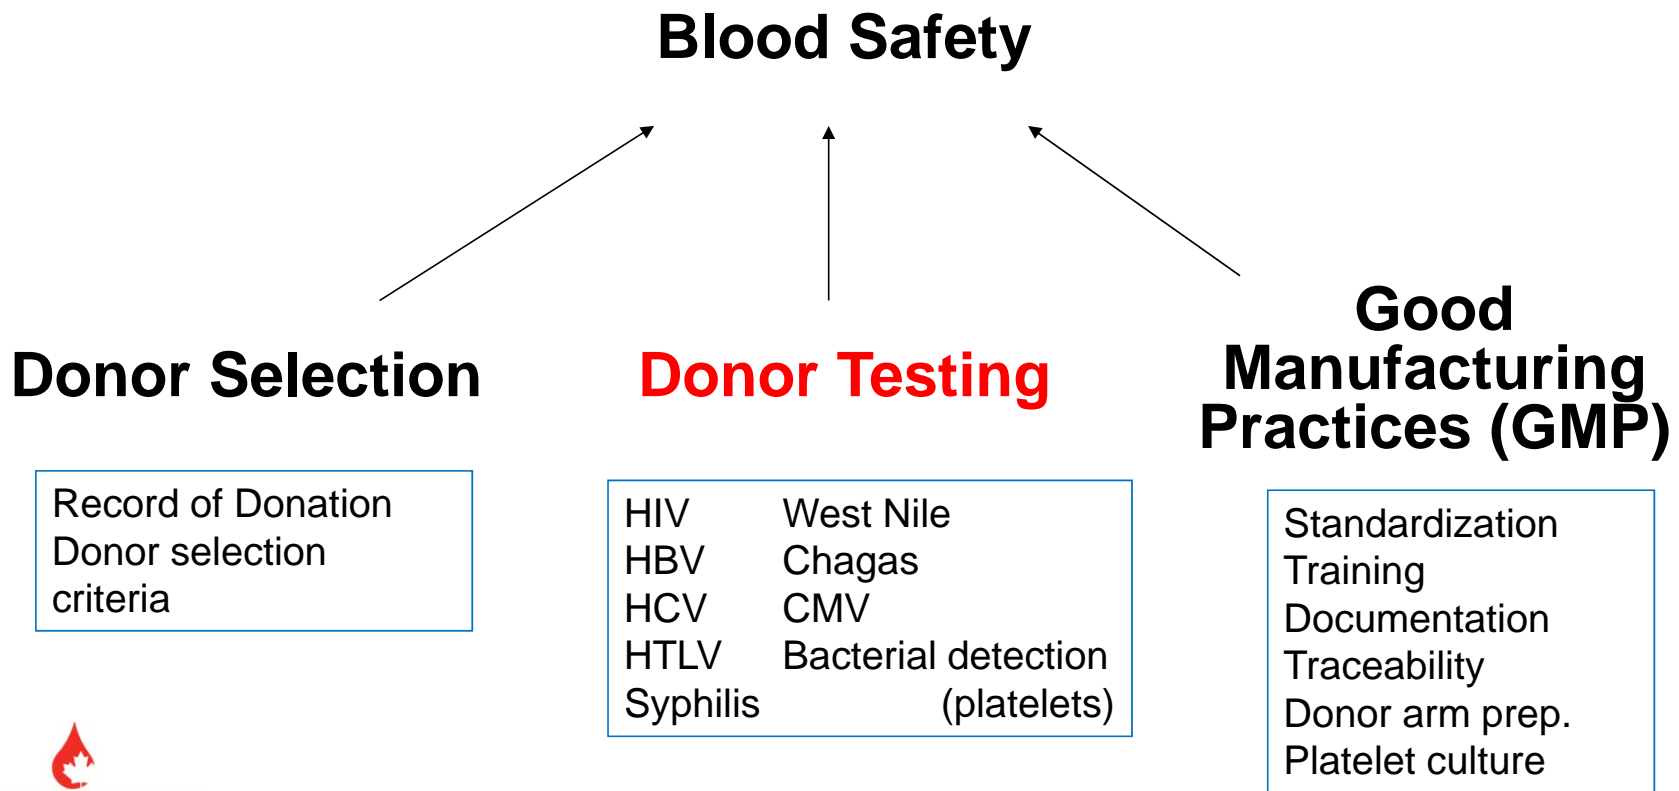 Blood Safety
Donor Selection
Record of Donation
Donor selection
criteria
Donor Testing
HIV West Nile
HBV Chagas
HCV CMV
HTLV Bacterial detection
Syphilis (platelets)
Good
Manufacturing
Practices (GMP)
Standardization
Training
Documentation
Traceability
Donor arm prep.
Platelet culture